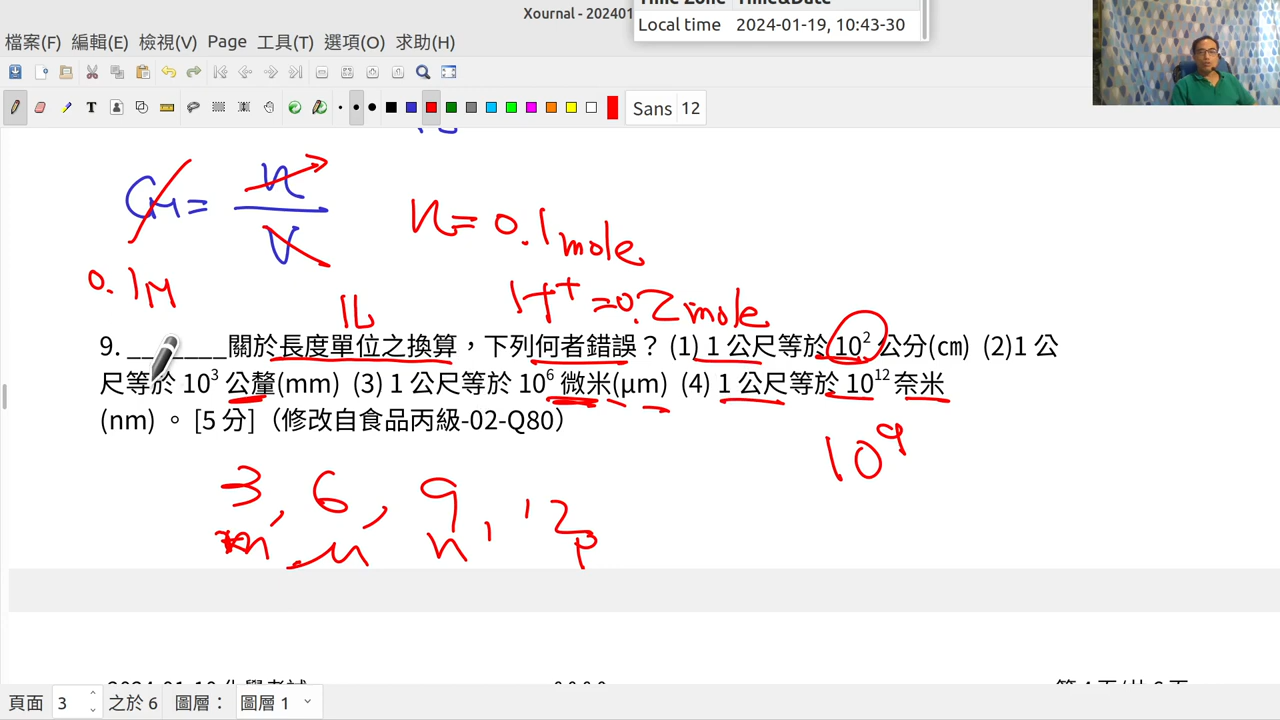 Time Zone Time&Date
Xournal - 202401
Local time 2024-01-19, 10:43-30
檔案(F) 編輯(E) 檢視(V) Page 工具(T) 選項(O) 求助(H)
T Sans 12
CM = n / V
n = 0.1 mole
0.1M
1L
H⁺ = 0.2 mole
9. _______關於長度單位之換算，下列何者錯誤？ (1) 1 公尺等於 10² 公分(㎝) (2)1 公
尺等於 10³ 公釐(mm) (3) 1 公尺等於 10⁶ 微米(μm) (4) 1 公尺等於 10¹² 奈米
(nm) 。 [5 分]（修改自食品丙級-02-Q80）
10⁹
3, 6, 9, 12
m μ n p
頁面 3 之於 6 圖層： 圖層 1